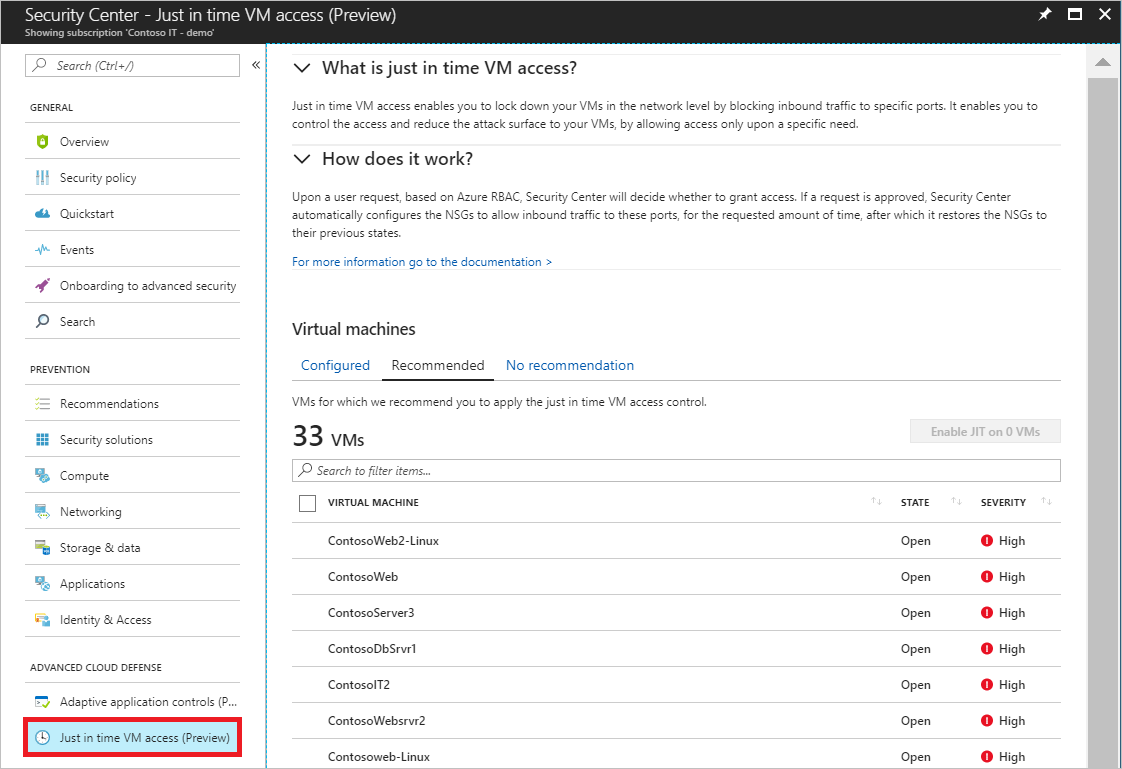 Security Center - Just in time VM access (Preview)
Showing subscription 'Contoso IT - demo'
Search (Ctrl+/)
«
GENERAL
Overview
Security policy
Quickstart
Events
Onboarding to advanced security
Search
PREVENTION
Recommendations
Security solutions
Compute
Networking
Storage & data
Applications
Identity & Access
ADVANCED CLOUD DEFENSE
Adaptive application controls (P...
Just in time VM access (Preview)
What is just in time VM access?
Just in time VM access enables you to lock down your VMs in the network level by blocking inbound traffic to specific ports. It enables you to
control the access and reduce the attack surface to your VMs, by allowing access only upon a specific need.
How does it work?
Upon a user request, based on Azure RBAC, Security Center will decide whether to grant access. If a request is approved, Security Center
automatically configures the NSGs to allow inbound traffic to these ports, for the requested amount of time, after which it restores the NSGs to
their previous states.
For more information go to the documentation >
Virtual machines
Configured Recommended No recommendation
VMs for which we recommend you to apply the just in time VM access control.
33 VMs Enable JIT on 0 VMs
Search to filter items...
VIRTUAL MACHINE STATE SEVERITY
ContosoWeb2-Linux Open High
ContosoWeb Open High
ContosoServer3 Open High
ContosoDbSrvr1 Open High
ContosoIT2 Open High
ContosoWebsrvr2 Open High
Contosoweb-Linux Open High